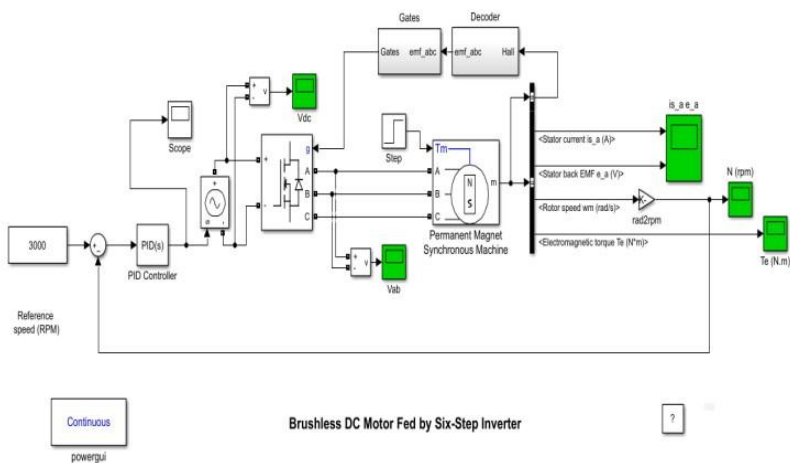 Gates
Decoder
Gates emf_abc
emf_abc Hall
is_a e_a
+
-
v
Vdc
Scope
Step
<Stator current is_a (A)>
<Stator back EMF e_a (V)>
N (rpm)
g
+
-
A
B
C
Tm
A
B
C
m
N
S
<Rotor speed wm (rad/s)>
K-
rad2rpm
Permanent Magnet
Synchronous Machine
<Electromagnetic torque Te (N*m)>
Te (N.m)
3000
PID(s)
PID Controller
+
-
v
Vab
Reference
speed (RPM)
Continuous
powergui
Brushless DC Motor Fed by Six-Step Inverter
?